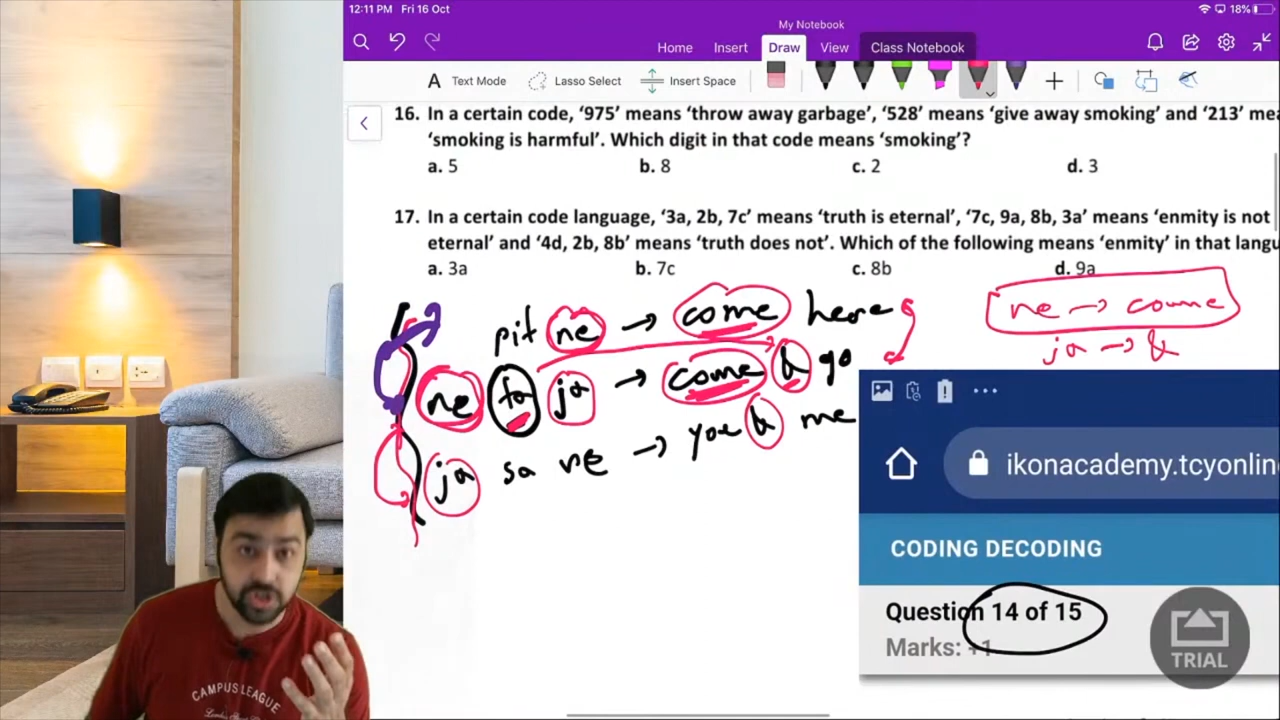 12:11 PM Fri 16 Oct
18%
My Notebook
Home Insert Draw View Class Notebook
A Text Mode Lasso Select Insert Space
16. In a certain code, ‘975’ means ‘throw away garbage’, ‘528’ means ‘give away smoking’ and ‘213’ mea
‘smoking is harmful’. Which digit in that code means ‘smoking’?
a. 5 b. 8 c. 2 d. 3
17. In a certain code language, ‘3a, 2b, 7c’ means ‘truth is eternal’, ‘7c, 9a, 8b, 3a’ means ‘enmity is not
eternal’ and ‘4d, 2b, 8b’ means ‘truth does not’. Which of the following means ‘enmity’ in that langu
a. 3a b. 7c c. 8b d. 9a
pit ne → come here
ne → come
ja → &
ne ta ja → come & go
ja sa re → you & me
ikonacademy.tcyonlin
CODING DECODING
Question 14 of 15
Marks: +1
TRIAL
CAMPUS LEAGUE